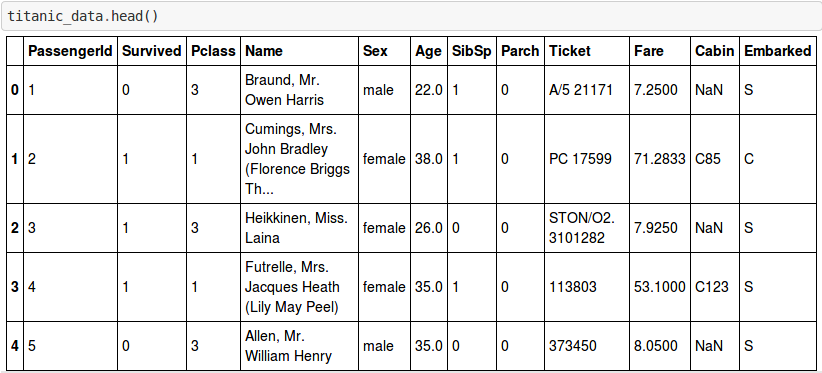 titanic_data.head()
PassengerId Survived Pclass Name Sex Age SibSp Parch Ticket Fare Cabin Embarked
0 1 0 3 Braund, Mr. Owen Harris male 22.0 1 0 A/5 21171 7.2500 NaN S
1 2 1 1 Cumings, Mrs. John Bradley (Florence Briggs Th... female 38.0 1 0 PC 17599 71.2833 C85 C
2 3 1 3 Heikkinen, Miss. Laina female 26.0 0 0 STON/O2. 3101282 7.9250 NaN S
3 4 1 1 Futrelle, Mrs. Jacques Heath (Lily May Peel) female 35.0 1 0 113803 53.1000 C123 S
4 5 0 3 Allen, Mr. William Henry male 35.0 0 0 373450 8.0500 NaN S